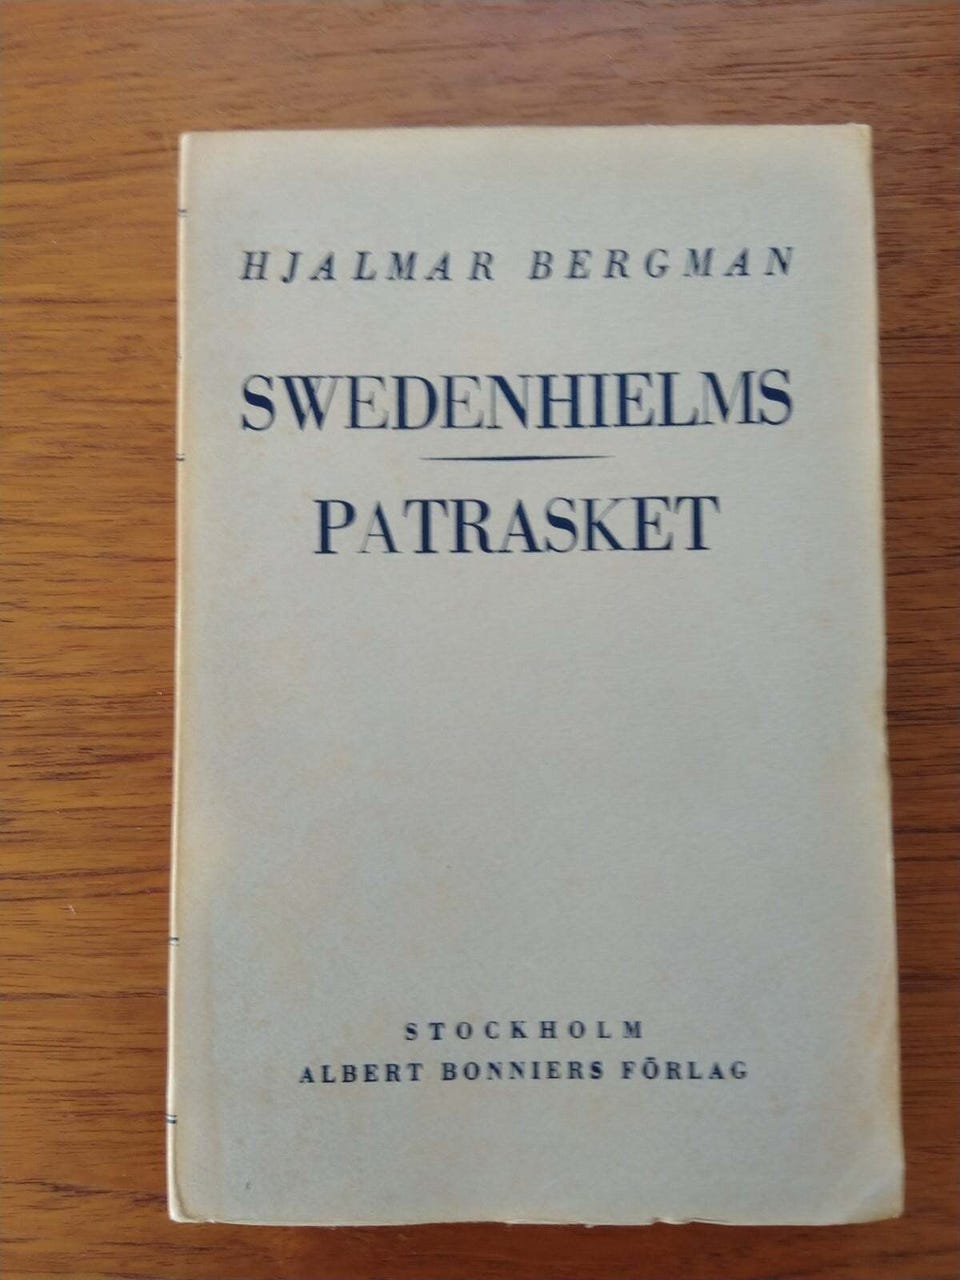 HJALMAR BERGMAN
SWEDENHIELMS
PATRASKET
STOCKHOLM
ALBERT BONNIERS FÖRLAG